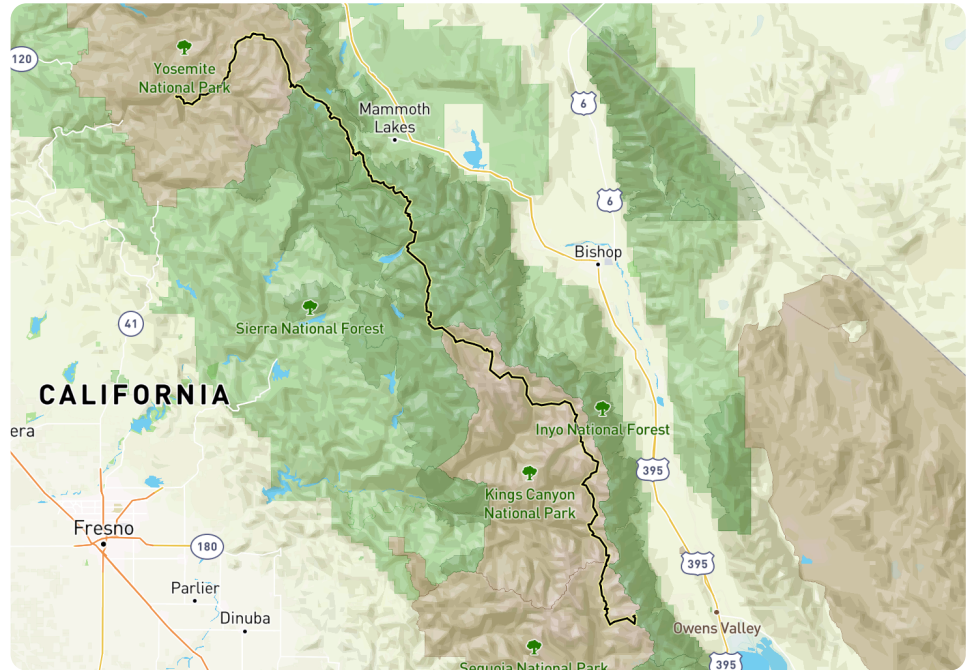 120
Yosemite
National Park
Mammoth
Lakes
6
6
Bishop
41
Sierra National Forest
CALIFORNIA
era
Inyo National Forest
395
Kings Canyon
National Park
Fresno
180
395
Parlier
Dinuba
Owens Valley
Sequoia National Park
395